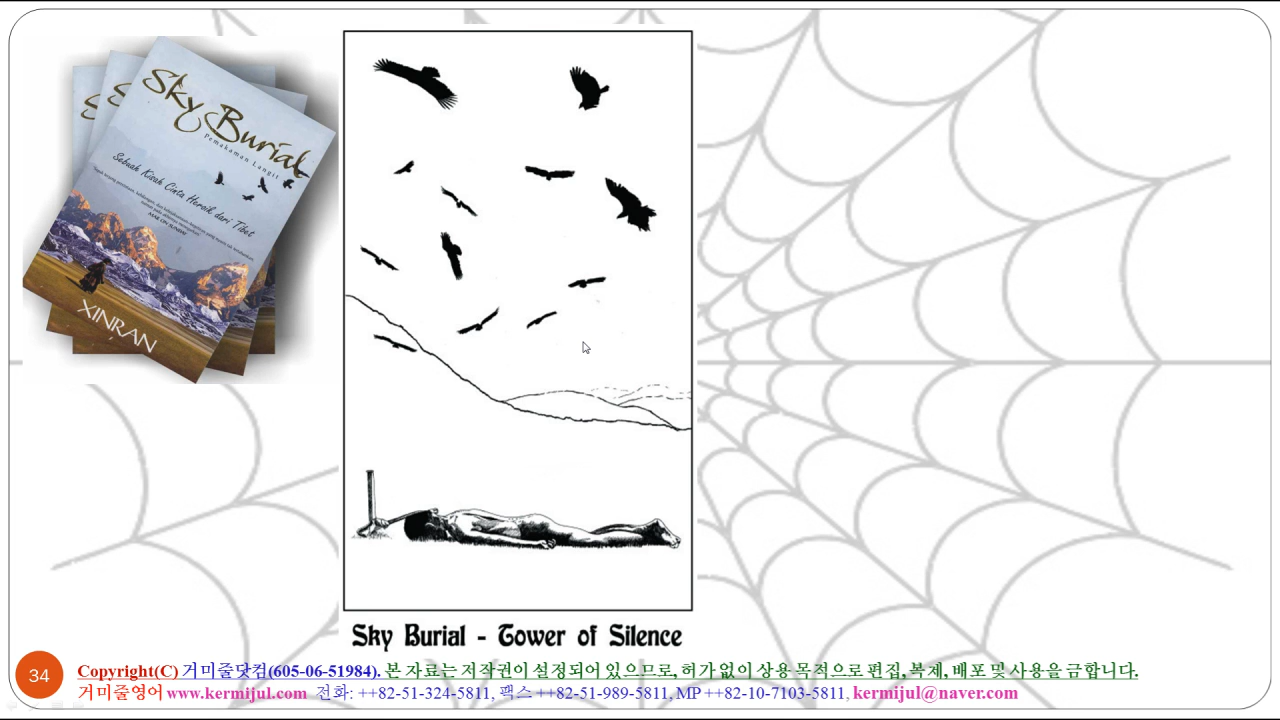 Sky Burial
Pemakaman Langit
Sebuah Kisah Cinta Heroik dari Tibet
XINRAN
Sky Burial - Tower of Silence
34
Copyright(C) 거미줄닷컴(605-06-51984). 본 자료는 저작권이 설정되어 있으므로, 허가 없이 상용 목적으로 편집, 복제, 배포 및 사용을 금합니다.
거미줄영어 www.kermijul.com 전화: ++82-51-324-5811, 팩스 ++82-51-989-5811, MP ++82-10-7103-5811, kermijul@naver.com